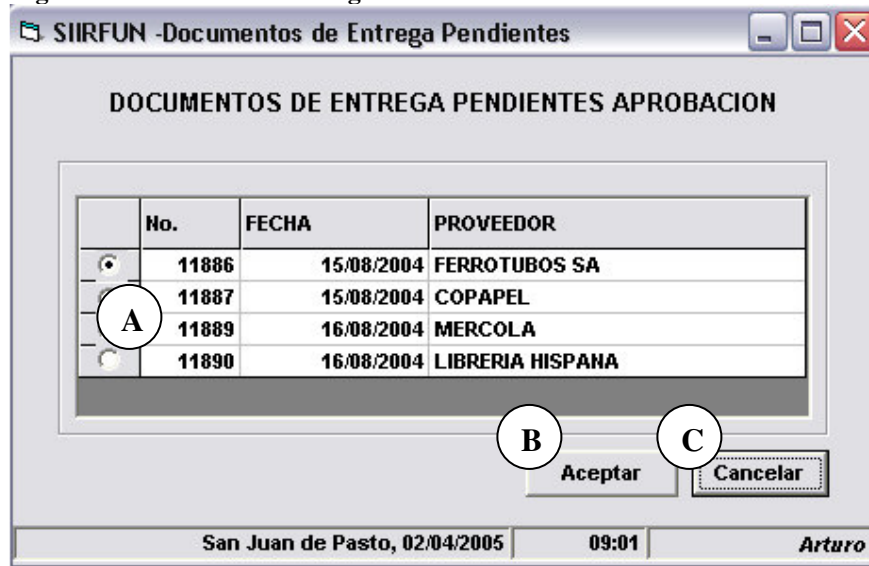 SIIRFUN -Documentos de Entrega Pendientes
DOCUMENTOS DE ENTREGA PENDIENTES APROBACION
No. FECHA PROVEEDOR
11886 15/08/2004 FERROTUBOS SA
11887 15/08/2004 COPAPEL
A
11889 16/08/2004 MERCOLA
11890 16/08/2004 LIBRERIA HISPANA
B C
Aceptar Cancelar
San Juan de Pasto, 02/04/2005 09:01 Arturo